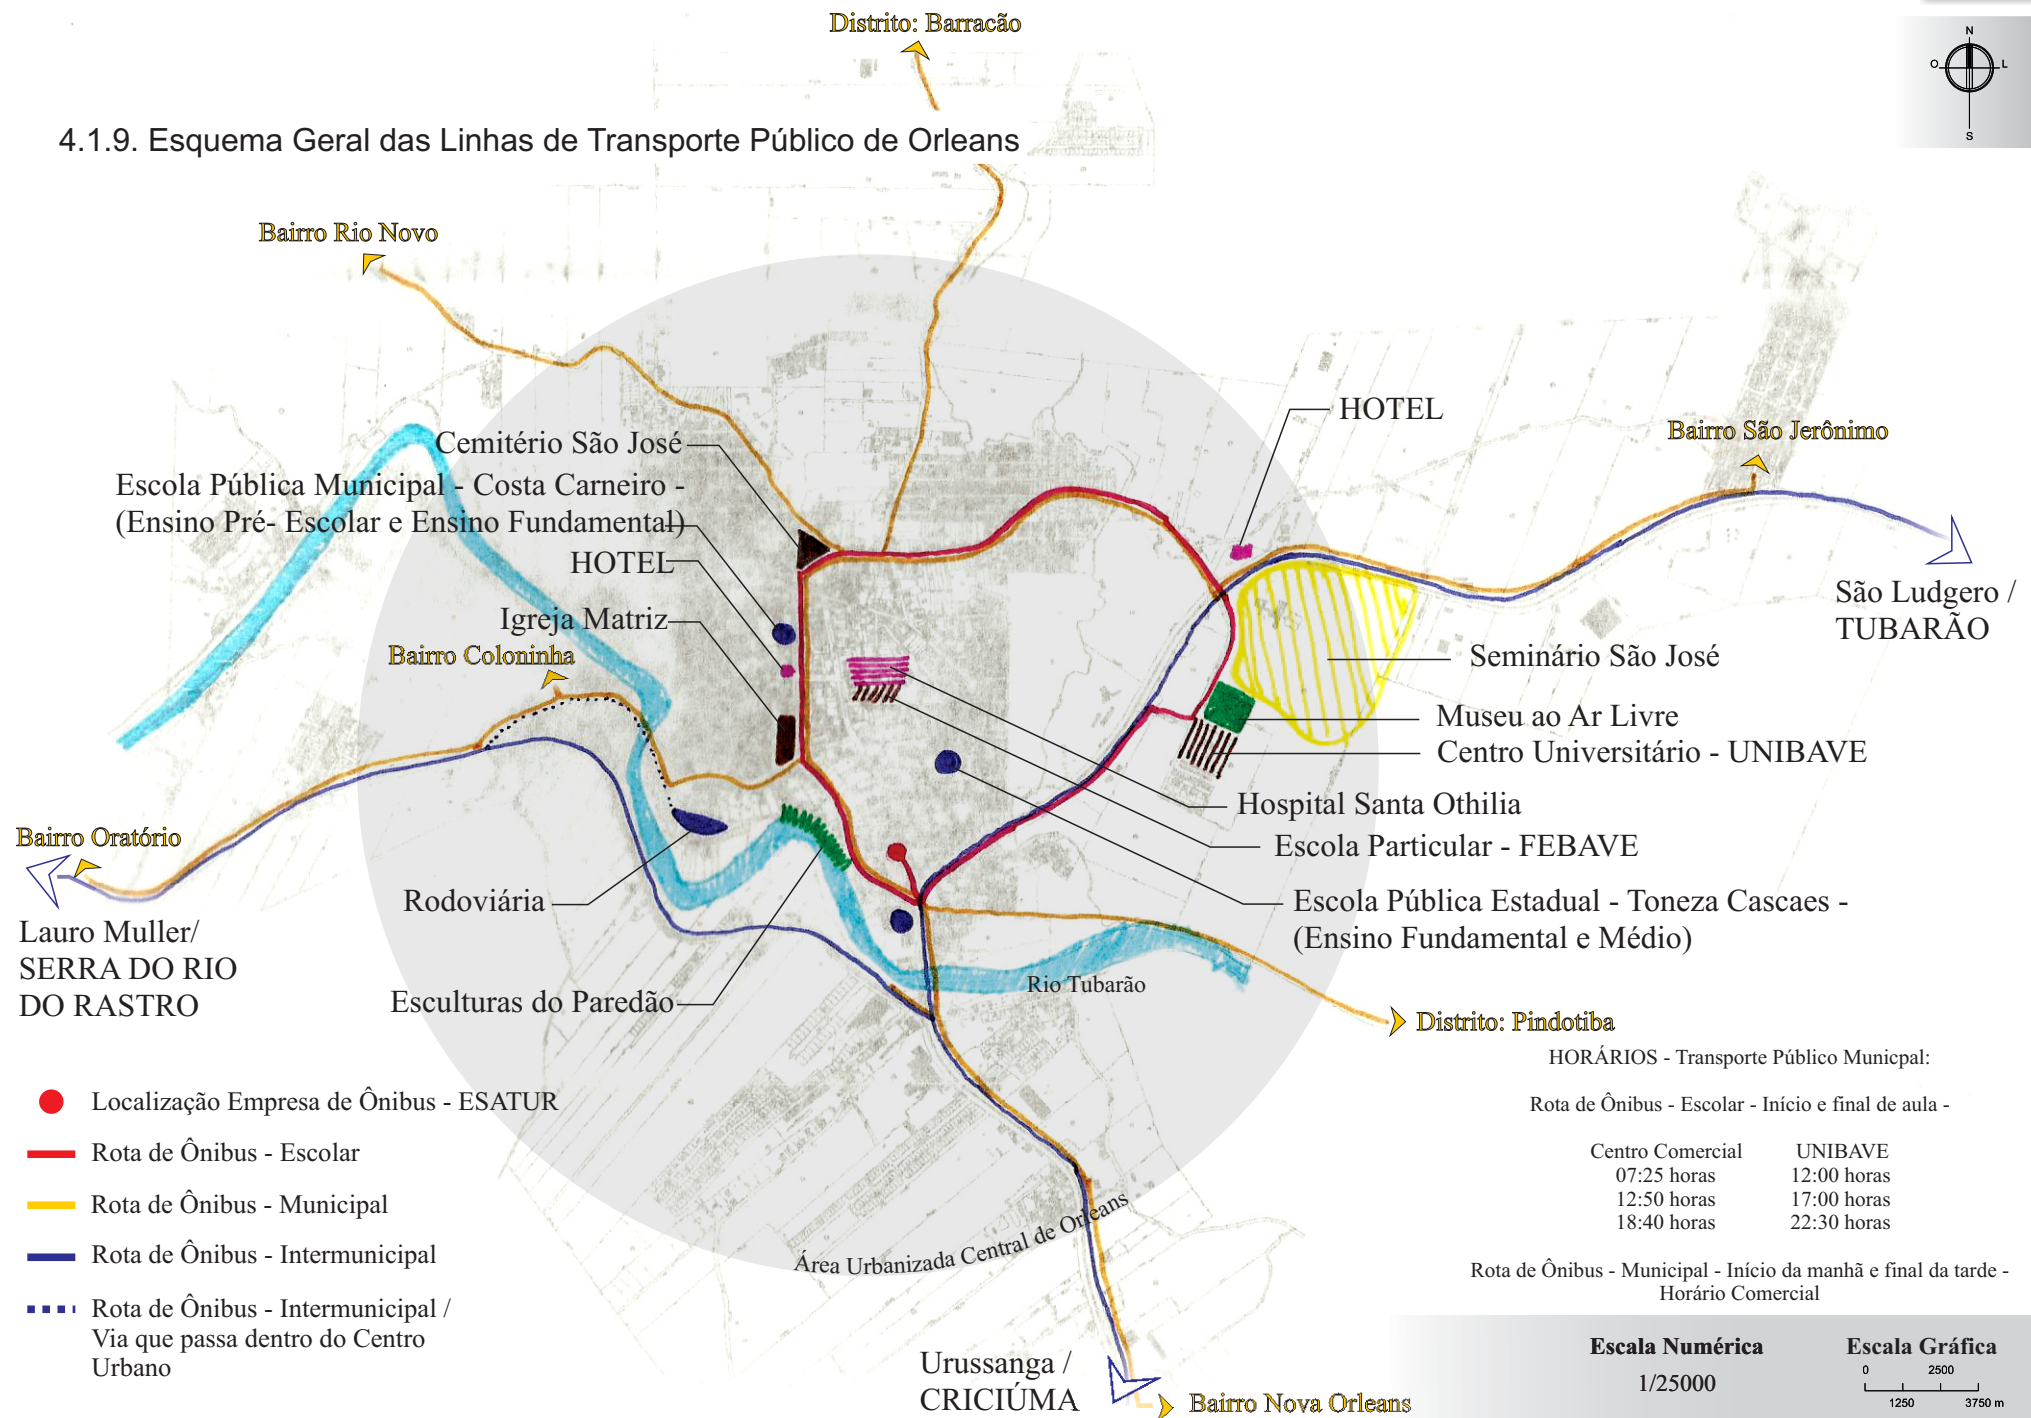 Distrito: Barracão
N
O
L
S
4.1.9. Esquema Geral das Linhas de Transporte Público de Orleans
Bairro Rio Novo
HOTEL
Bairro São Jerônimo
Cemitério São José
Escola Pública Municipal - Costa Carneiro -
(Ensino Pré- Escolar e Ensino Fundamental)
HOTEL
Igreja Matriz
Bairro Coloninha
São Ludgero /
TUBARÃO
Seminário São José
Museu ao Ar Livre
Centro Universitário - UNIBAVE
Hospital Santa Othilia
Escola Particular - FEBAVE
Escola Pública Estadual - Toneza Cascaes -
(Ensino Fundamental e Médio)
Bairro Oratório
Lauro Muller/
SERRA DO RIO
DO RASTRO
Rodoviária
Esculturas do Paredão
Rio Tubarão
Distrito: Pindotiba
HORÁRIOS - Transporte Público Municpal:
Rota de Ônibus - Escolar - Início e final de aula -
Centro Comercial UNIBAVE
07:25 horas 12:00 horas
12:50 horas 17:00 horas
18:40 horas 22:30 horas
Rota de Ônibus - Municipal - Início da manhã e final da tarde -
Horário Comercial
Localização Empresa de Ônibus - ESATUR
Rota de Ônibus - Escolar
Rota de Ônibus - Municipal
Rota de Ônibus - Intermunicipal
Rota de Ônibus - Intermunicipal /
Via que passa dentro do Centro
Urbano
Área Urbanizada Central de Orleans
Urussanga /
CRICIÚMA
Bairro Nova Orleans
Escala Numérica
1/25000
Escala Gráfica
0 2500
1250 3750 m